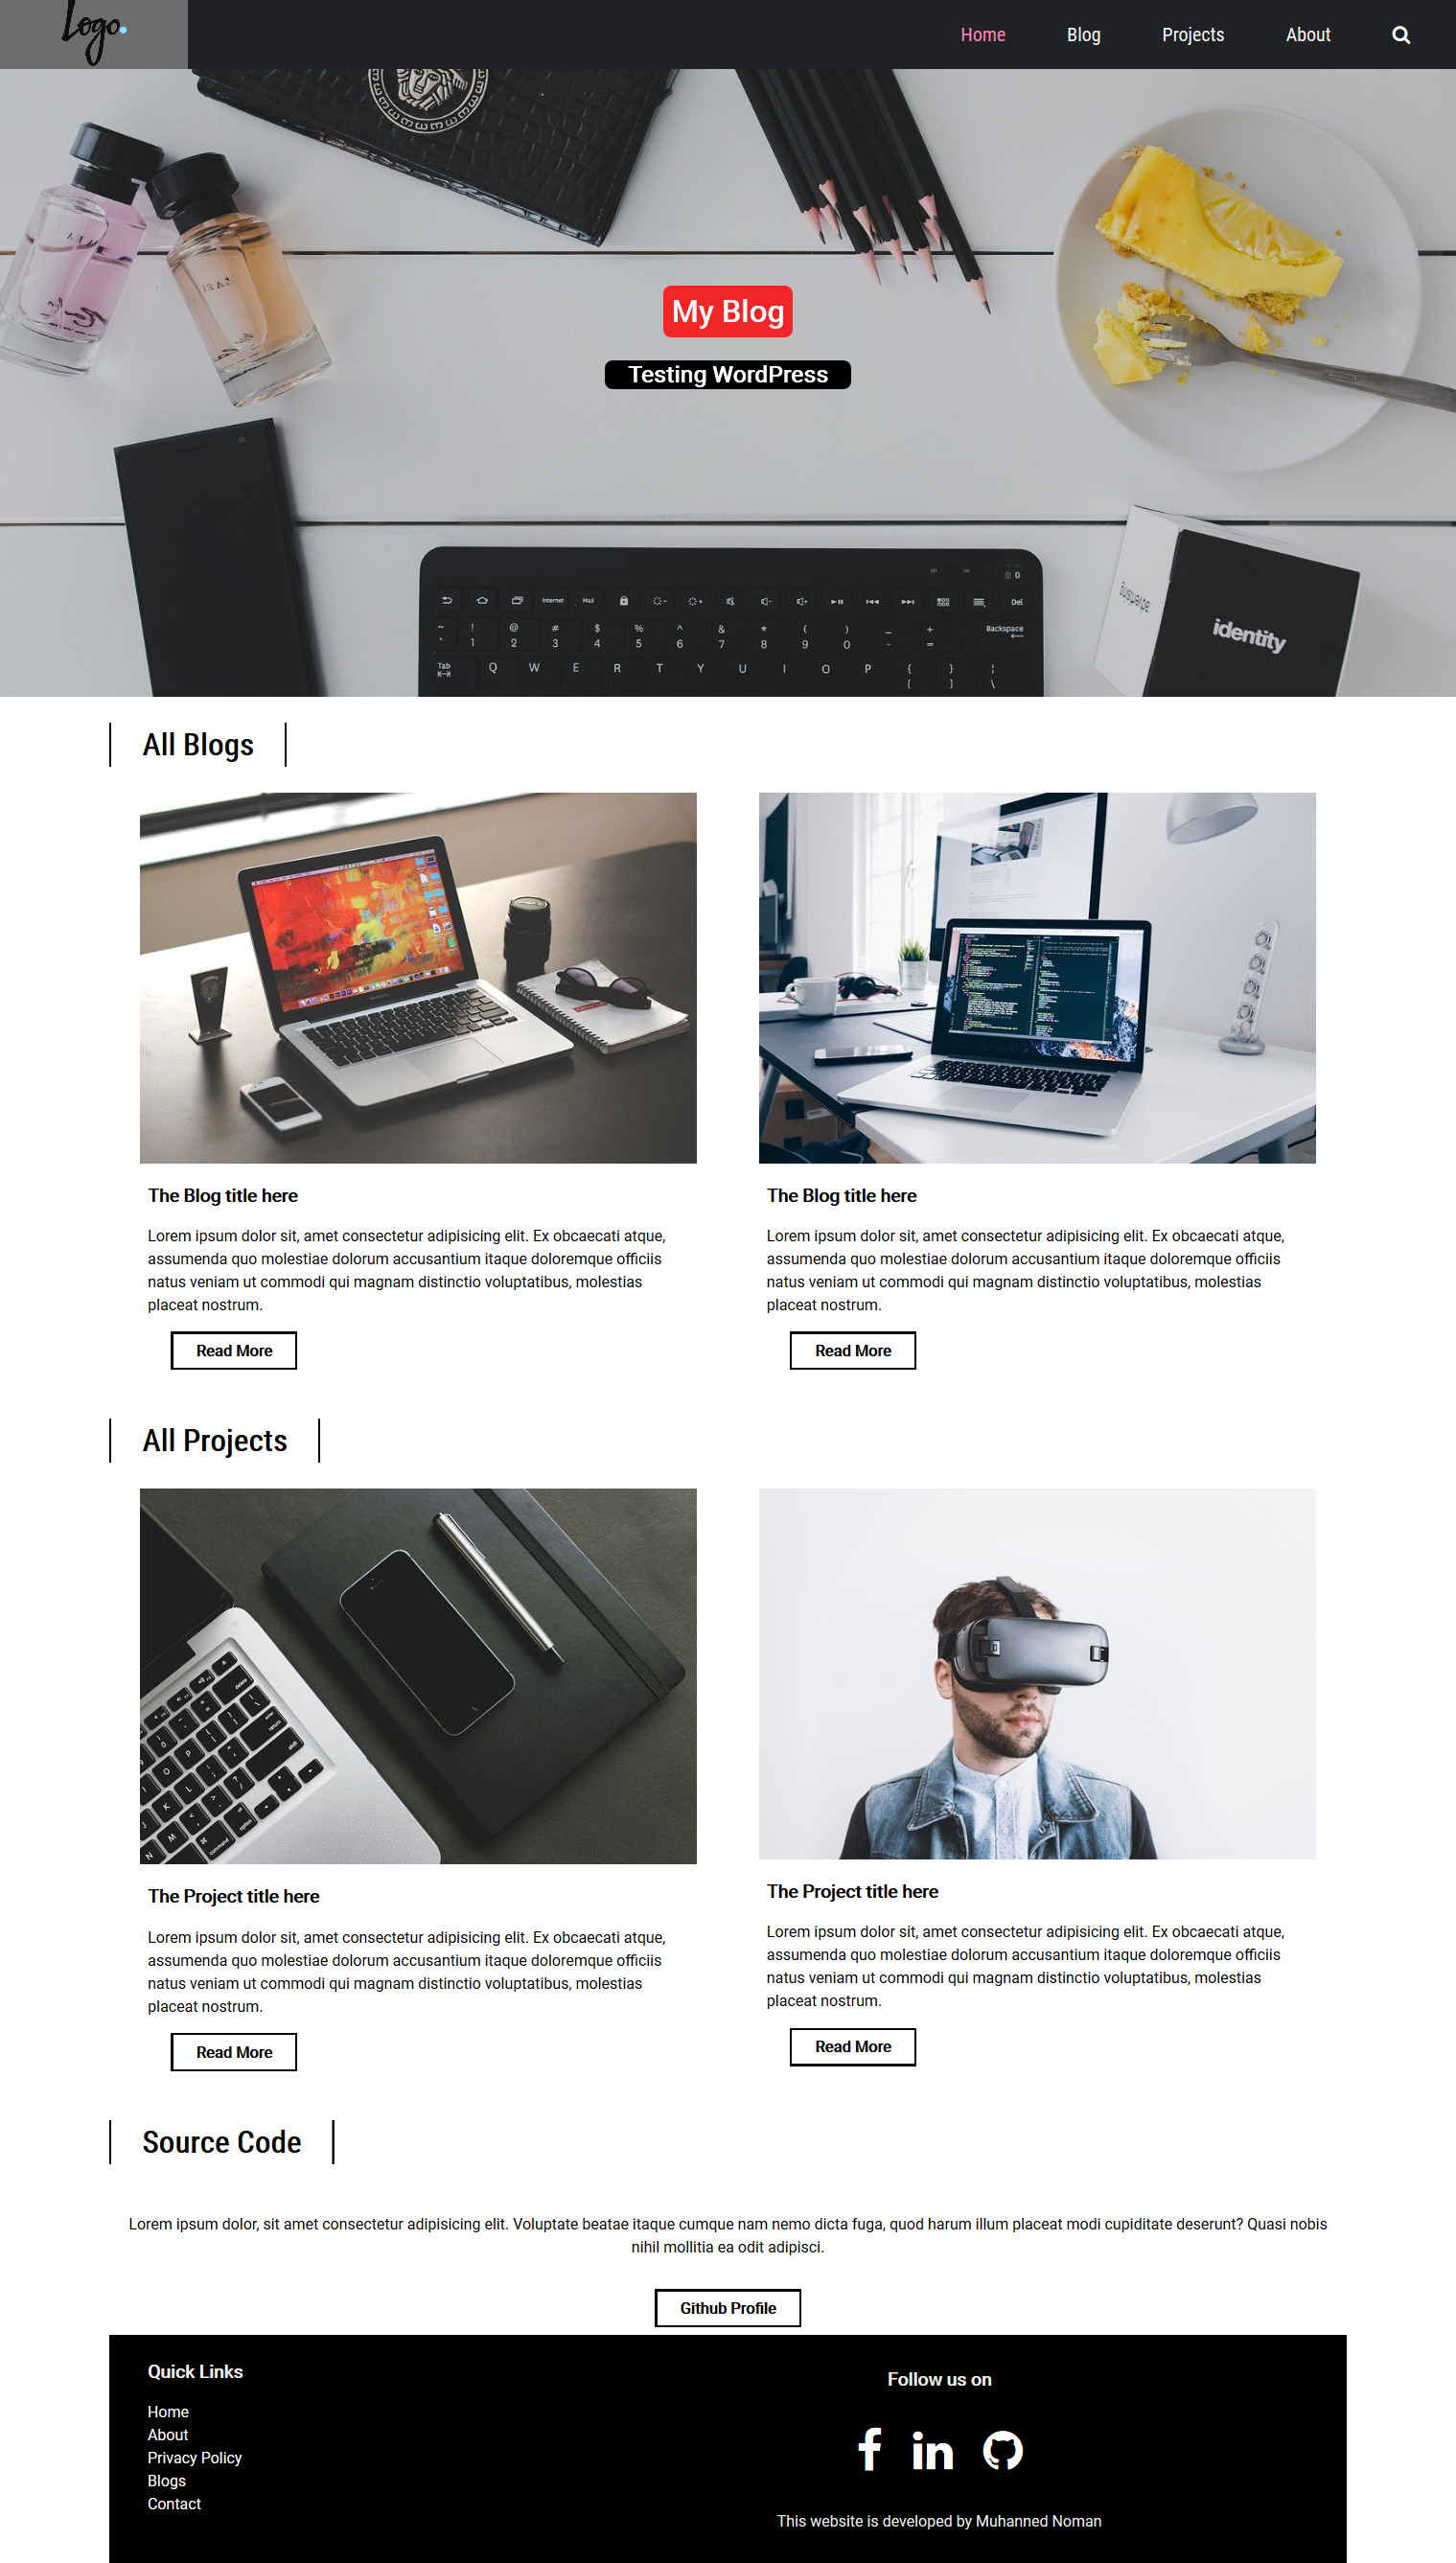 Logo.
Home
Blog
Projects
About
My Blog
Testing WordPress
Internet
Mail
Del
Backspace
Tab
Q W E R T Y U I O P
identity
All Blogs
The Blog title here
Lorem ipsum dolor sit, amet consectetur adipisicing elit. Ex obcaecati atque,
assumenda quo molestiae dolorum accusantium itaque doloremque officiis
natus veniam ut commodi qui magnam distinctio voluptatibus, molestias
placeat nostrum.
Read More
The Blog title here
Lorem ipsum dolor sit, amet consectetur adipisicing elit. Ex obcaecati atque,
assumenda quo molestiae dolorum accusantium itaque doloremque officiis
natus veniam ut commodi qui magnam distinctio voluptatibus, molestias
placeat nostrum.
Read More
All Projects
The Project title here
Lorem ipsum dolor sit, amet consectetur adipisicing elit. Ex obcaecati atque,
assumenda quo molestiae dolorum accusantium itaque doloremque officiis
natus veniam ut commodi qui magnam distinctio voluptatibus, molestias
placeat nostrum.
Read More
The Project title here
Lorem ipsum dolor sit, amet consectetur adipisicing elit. Ex obcaecati atque,
assumenda quo molestiae dolorum accusantium itaque doloremque officiis
natus veniam ut commodi qui magnam distinctio voluptatibus, molestias
placeat nostrum.
Read More
Source Code
Lorem ipsum dolor, sit amet consectetur adipisicing elit. Voluptate beatae itaque cumque nam nemo dicta fuga, quod harum illum placeat modi cupiditate deserunt? Quasi nobis
nihil mollitia ea odit adipisci.
Github Profile
Quick Links
Home
About
Privacy Policy
Blogs
Contact
Follow us on
This website is developed by Muhanned Noman